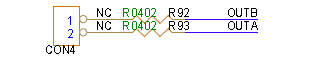 NC R0402 R92 OUTB
1
NC R0402 R93 OUTA
2
CON4